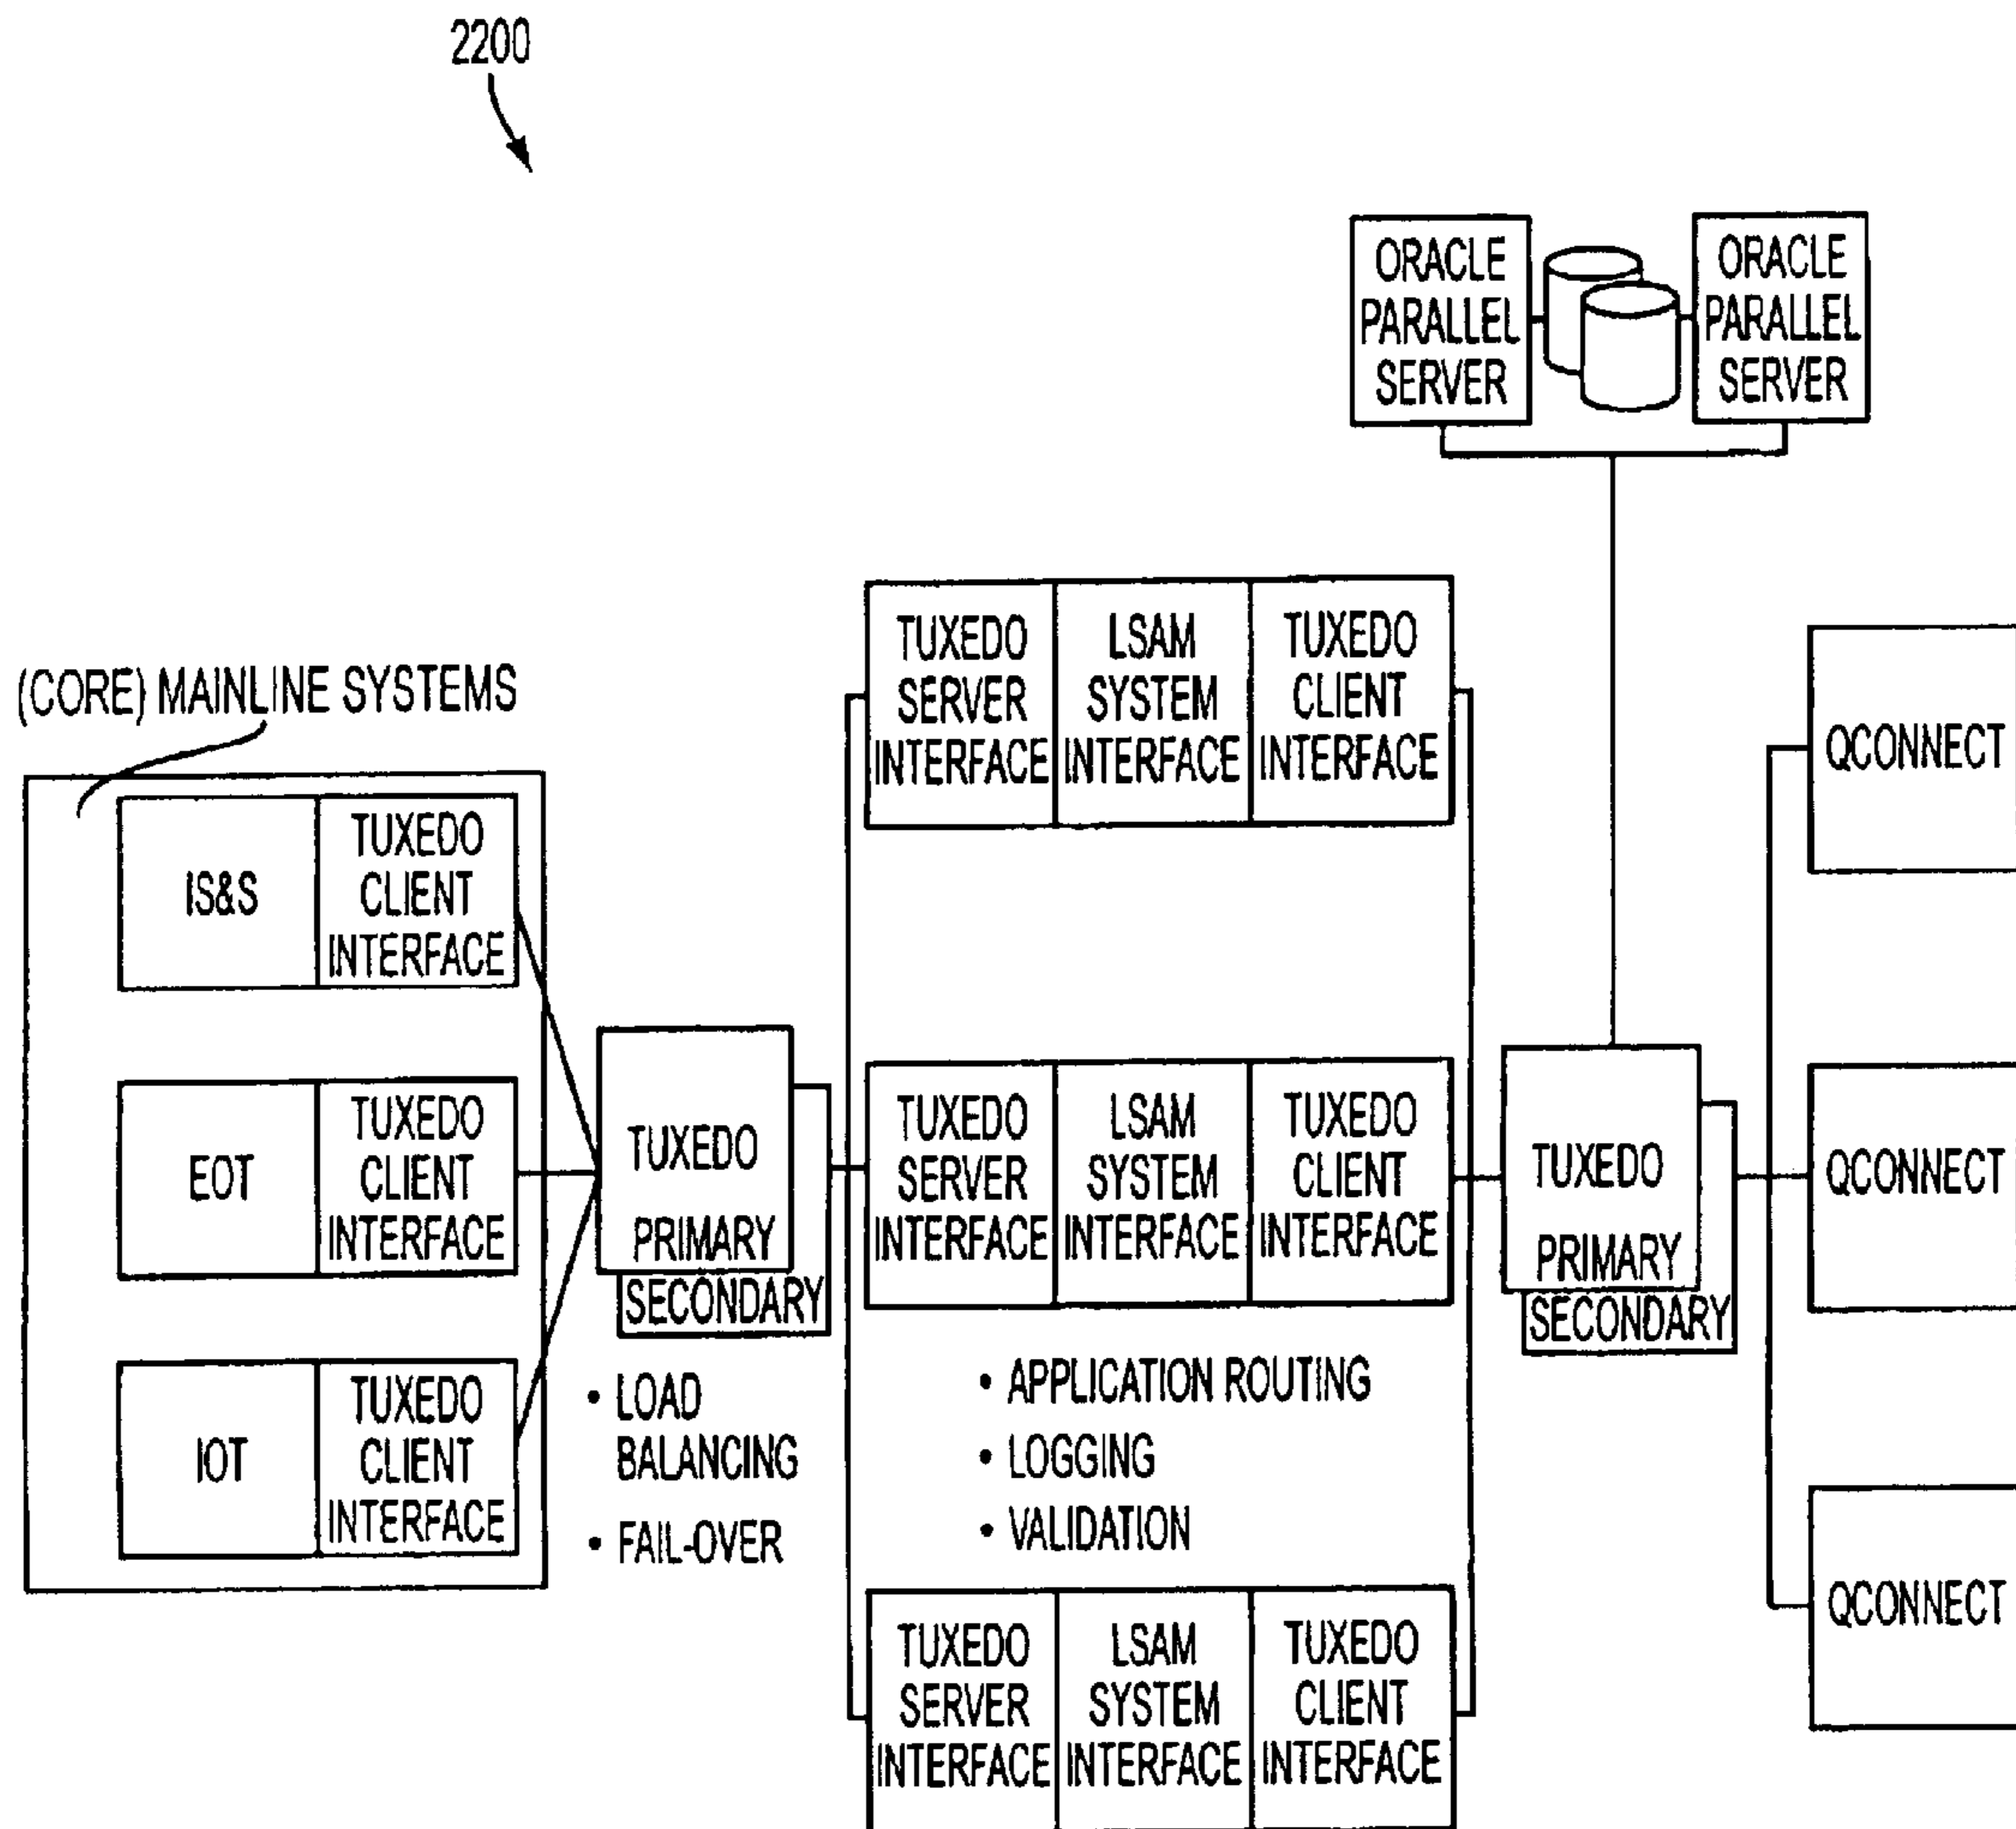 2200
ORACLE
PARALLEL
SERVER
ORACLE
PARALLEL
SERVER
(CORE) MAINLINE SYSTEMS
IS&S
TUXEDO
CLIENT
INTERFACE
EOT
TUXEDO
CLIENT
INTERFACE
IOT
TUXEDO
CLIENT
INTERFACE
TUXEDO
PRIMARY
SECONDARY
• LOAD
BALANCING
• FAIL-OVER
TUXEDO
SERVER
INTERFACE
LSAM
SYSTEM
INTERFACE
TUXEDO
CLIENT
INTERFACE
TUXEDO
SERVER
INTERFACE
LSAM
SYSTEM
INTERFACE
TUXEDO
CLIENT
INTERFACE
• APPLICATION ROUTING
• LOGGING
• VALIDATION
TUXEDO
SERVER
INTERFACE
LSAM
SYSTEM
INTERFACE
TUXEDO
CLIENT
INTERFACE
TUXEDO
PRIMARY
SECONDARY
QCONNECT
QCONNECT
QCONNECT